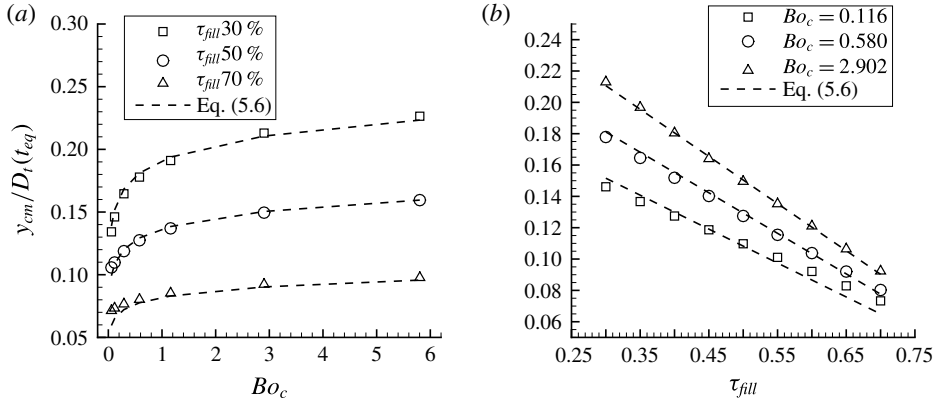 (a)
0.30
0.25
0.20
0.15
0.10
0.05
y_cm/D_t(t_eq)
τ_fill 30 %
τ_fill 50 %
τ_fill 70 %
Eq. (5.6)
0 1 2 3 4 5 6
Bo_c
(b)
0.24
0.22
0.20
0.18
0.16
0.14
0.12
0.10
0.08
0.06
Bo_c = 0.116
Bo_c = 0.580
Bo_c = 2.902
Eq. (5.6)
0.25 0.35 0.45 0.55 0.65 0.75
τ_fill